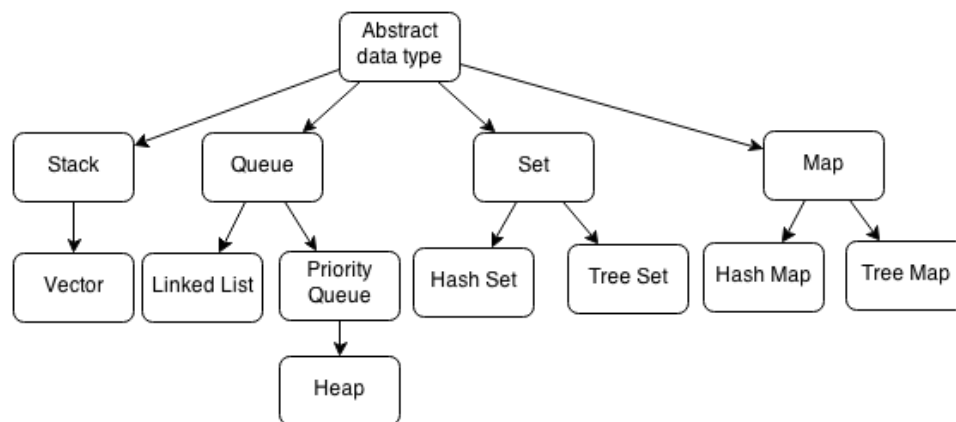 Abstract
data type
Stack
Queue
Set
Map
Vector
Linked List
Priority
Queue
Hash Set
Tree Set
Hash Map
Tree Map
Heap